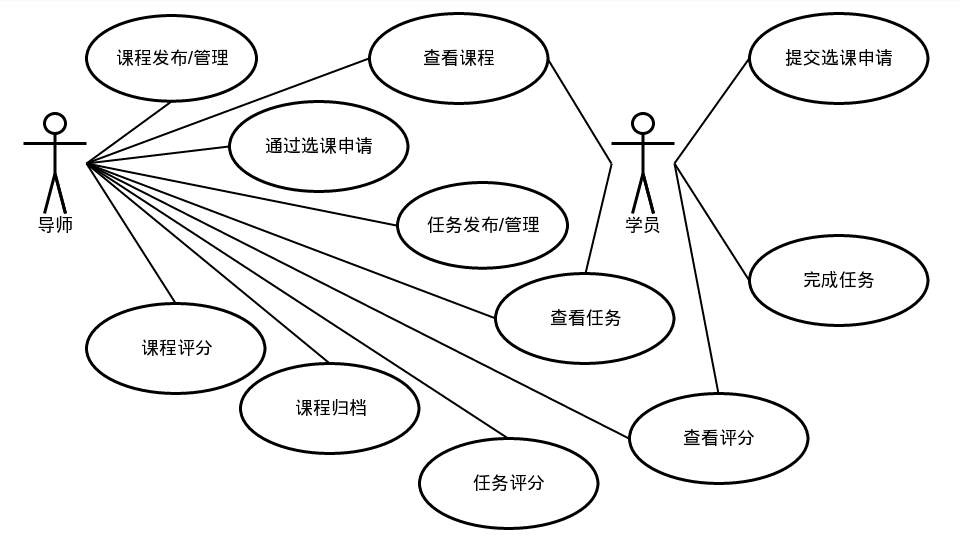 课程发布/管理
查看课程
提交选课申请
通过选课申请
导师
任务发布/管理
学员
完成任务
查看任务
课程评分
课程归档
查看评分
任务评分